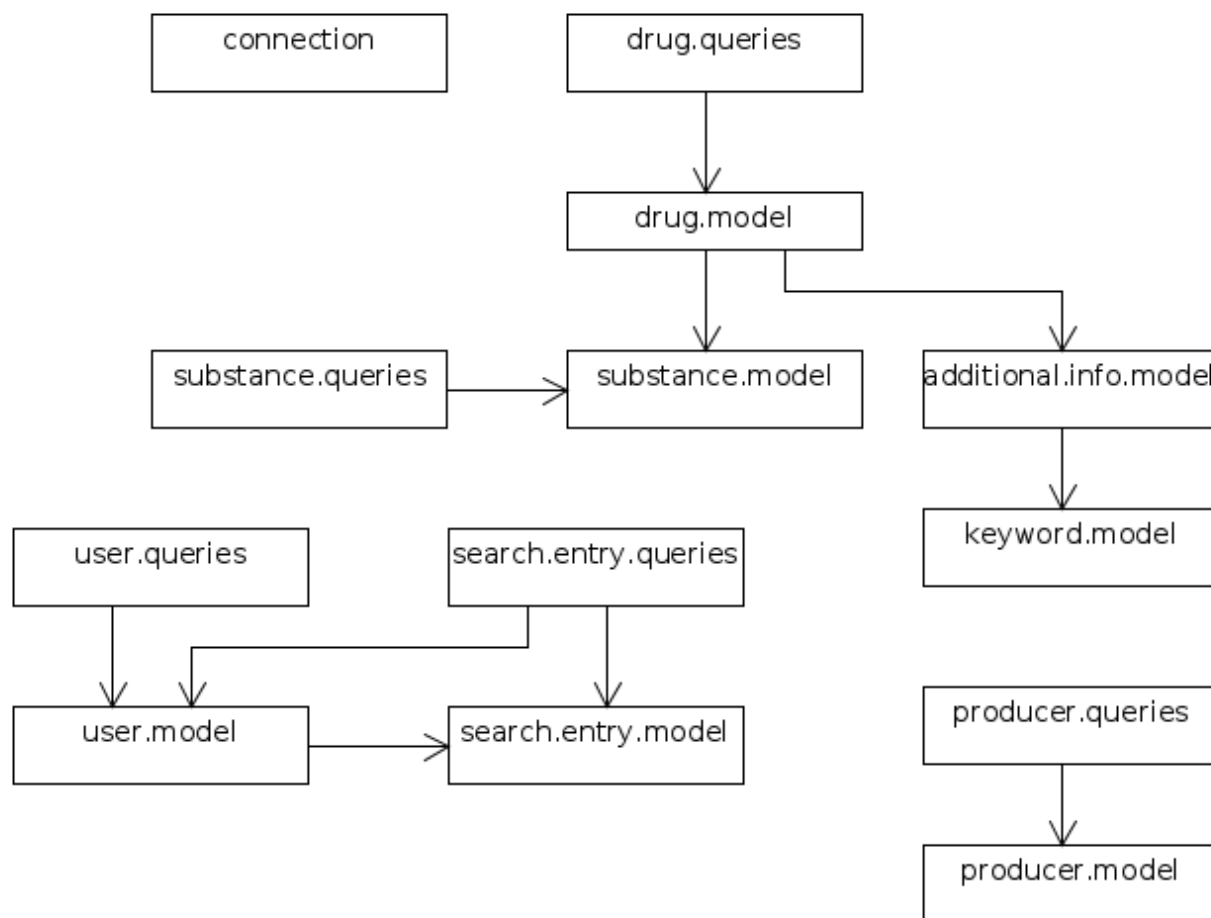 connection
drug.queries
drug.model
substance.queries
substance.model
additional.info.model
keyword.model
user.queries
search.entry.queries
user.model
search.entry.model
producer.queries
producer.model